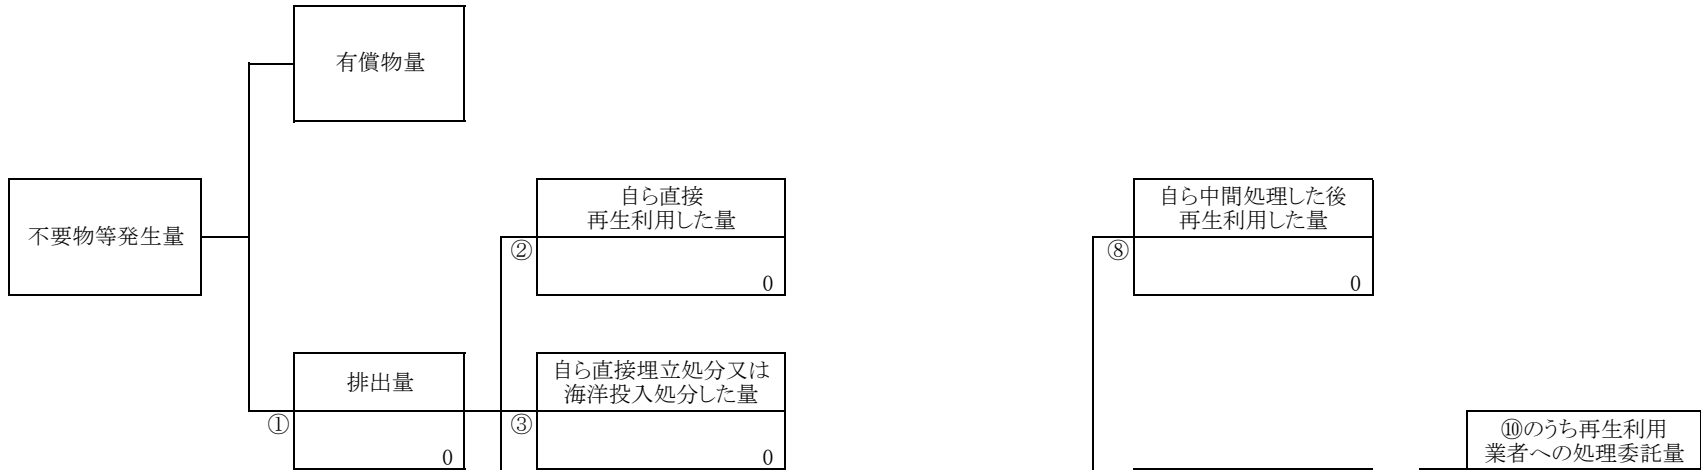 有償物量
不要物等発生量
自ら直接
再生利用した量
②
0
自ら中間処理した後
再生利用した量
⑧
0
排出量
①
0
自ら直接埋立処分又は
海洋投入処分した量
③
0
⑩のうち再生利用
業者への処理委託量